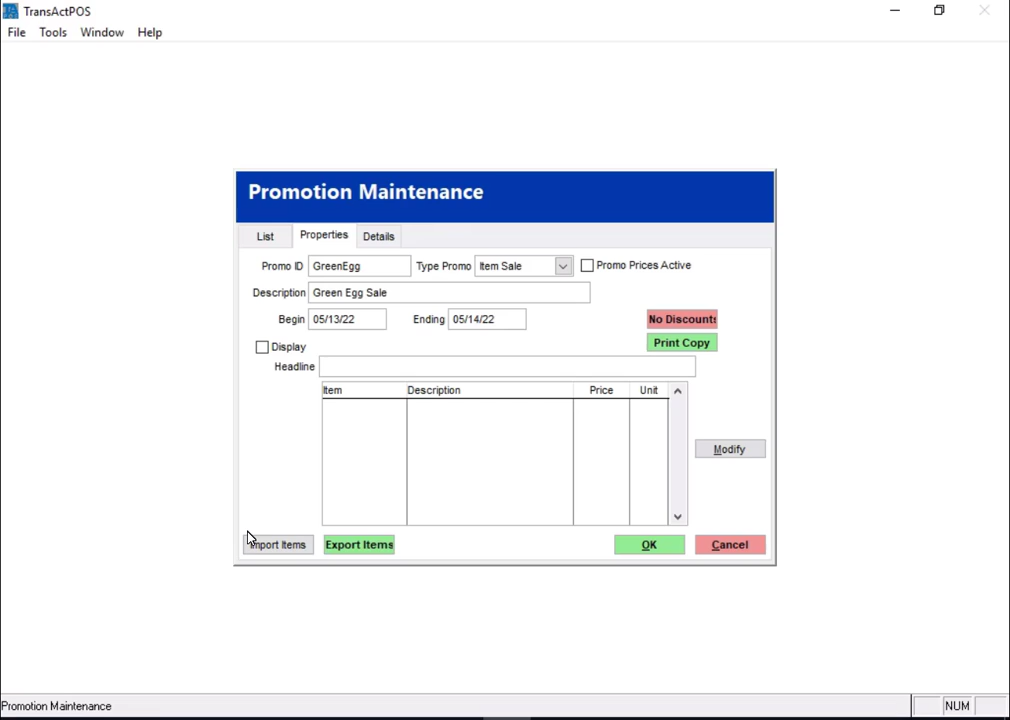 TransActPOS
File Tools Window Help
Promotion Maintenance
List Properties Details
Promo ID GreenEgg Type Promo Item Sale Promo Prices Active
Description Green Egg Sale
Begin 05/13/22 Ending 05/14/22 No Discounts
Print Copy
Display
Headline
Item Description Price Unit
Modify
Import Items Export Items OK Cancel
Promotion Maintenance NUM